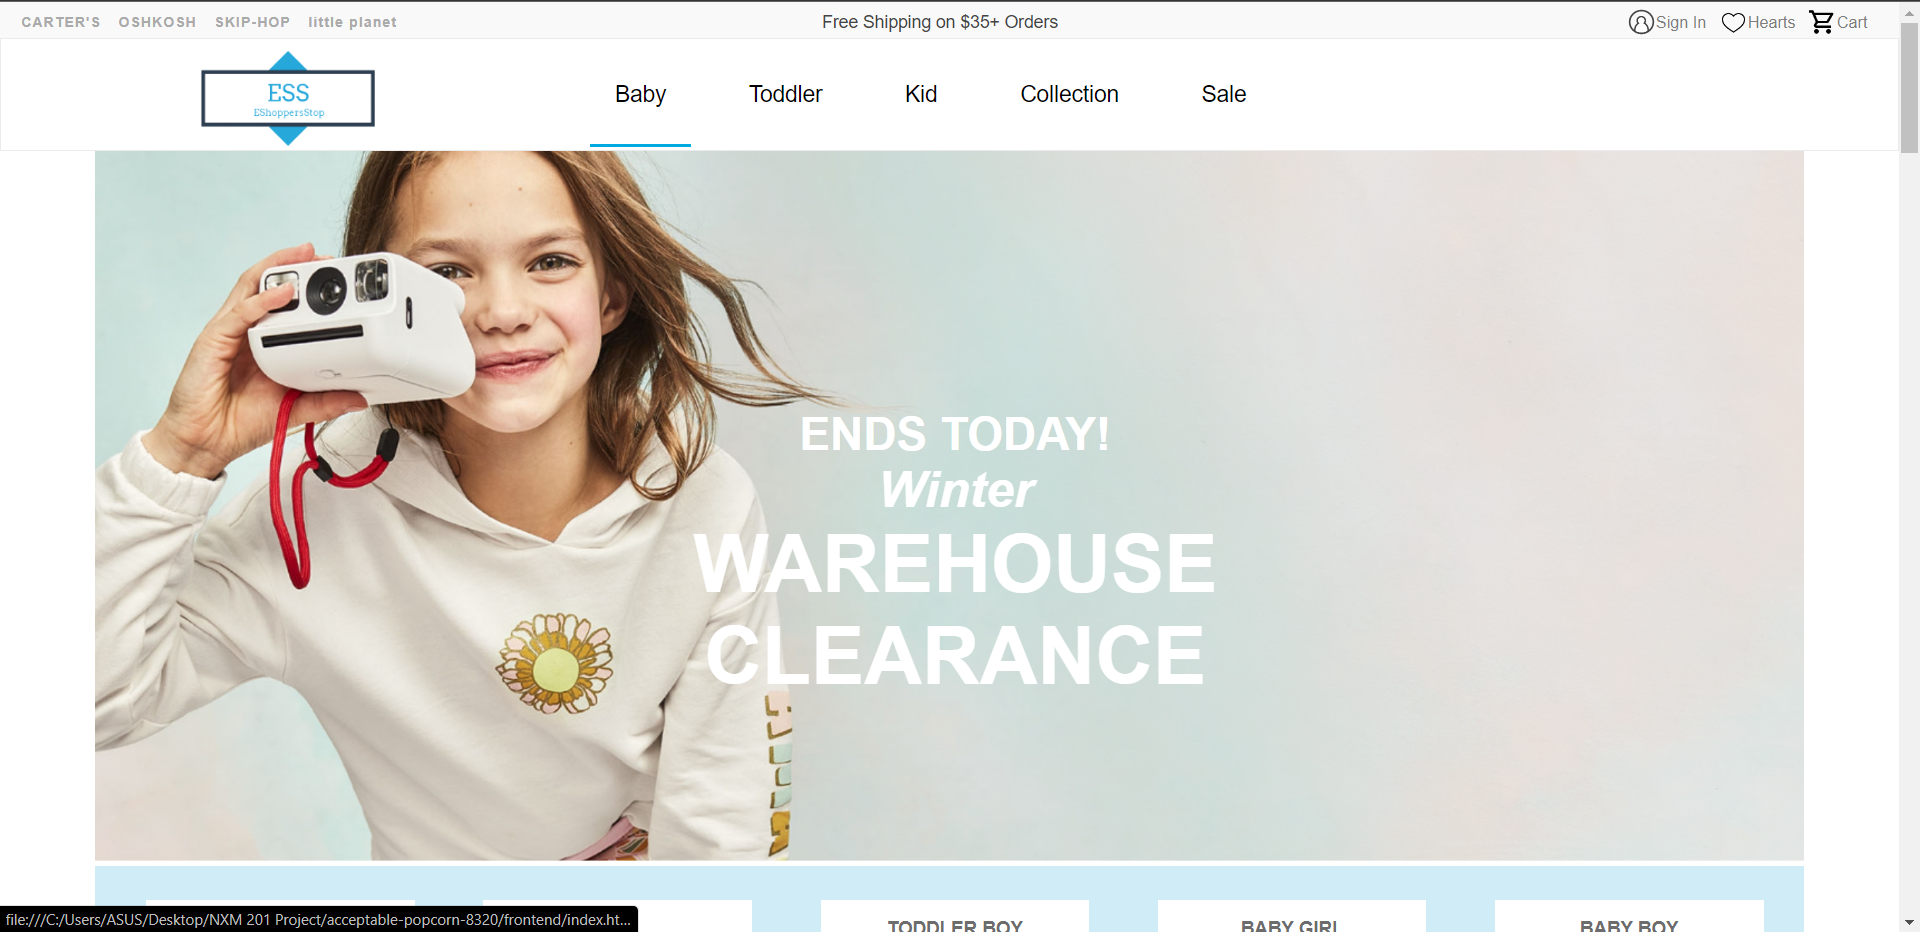 CARTER'S OSHKOSH SKIP-HOP little planet
Free Shipping on $35+ Orders
Sign In Hearts Cart
ESS
EShoppersStop
Baby Toddler Kid Collection Sale
ENDS TODAY!
Winter
WAREHOUSE
CLEARANCE
TODDLER BOY BABY GIRL BABY BOY
file:///C:/Users/ASUS/Desktop/NXM 201 Project/acceptable-popcorn-8320/frontend/index.ht...